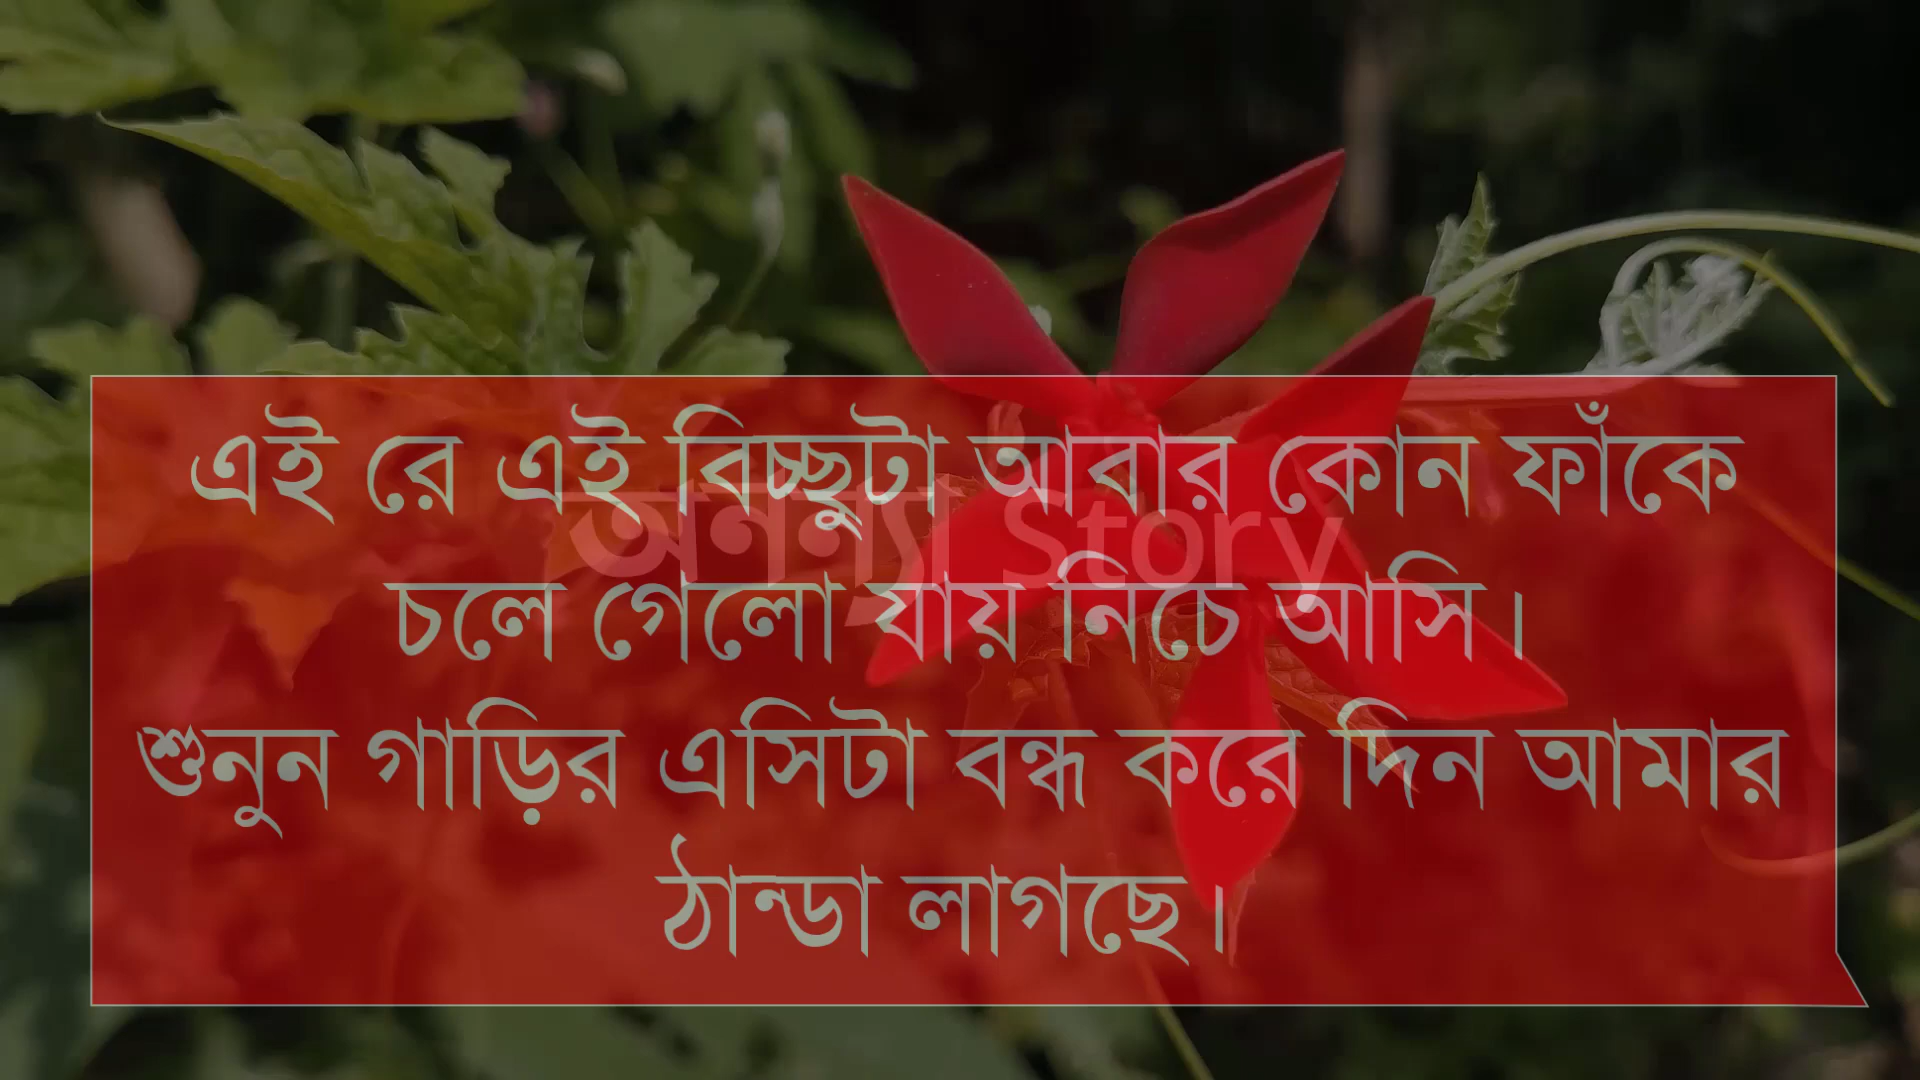 এই রে এই বিচ্ছুটা আবার কোন ফাঁকে
চলে গেলো যায় নিচে আসি।
শুনুন গাড়ির এসিটা বন্ধ করে দিন আমার
ঠান্ডা লাগছে।
অনন্যা Story